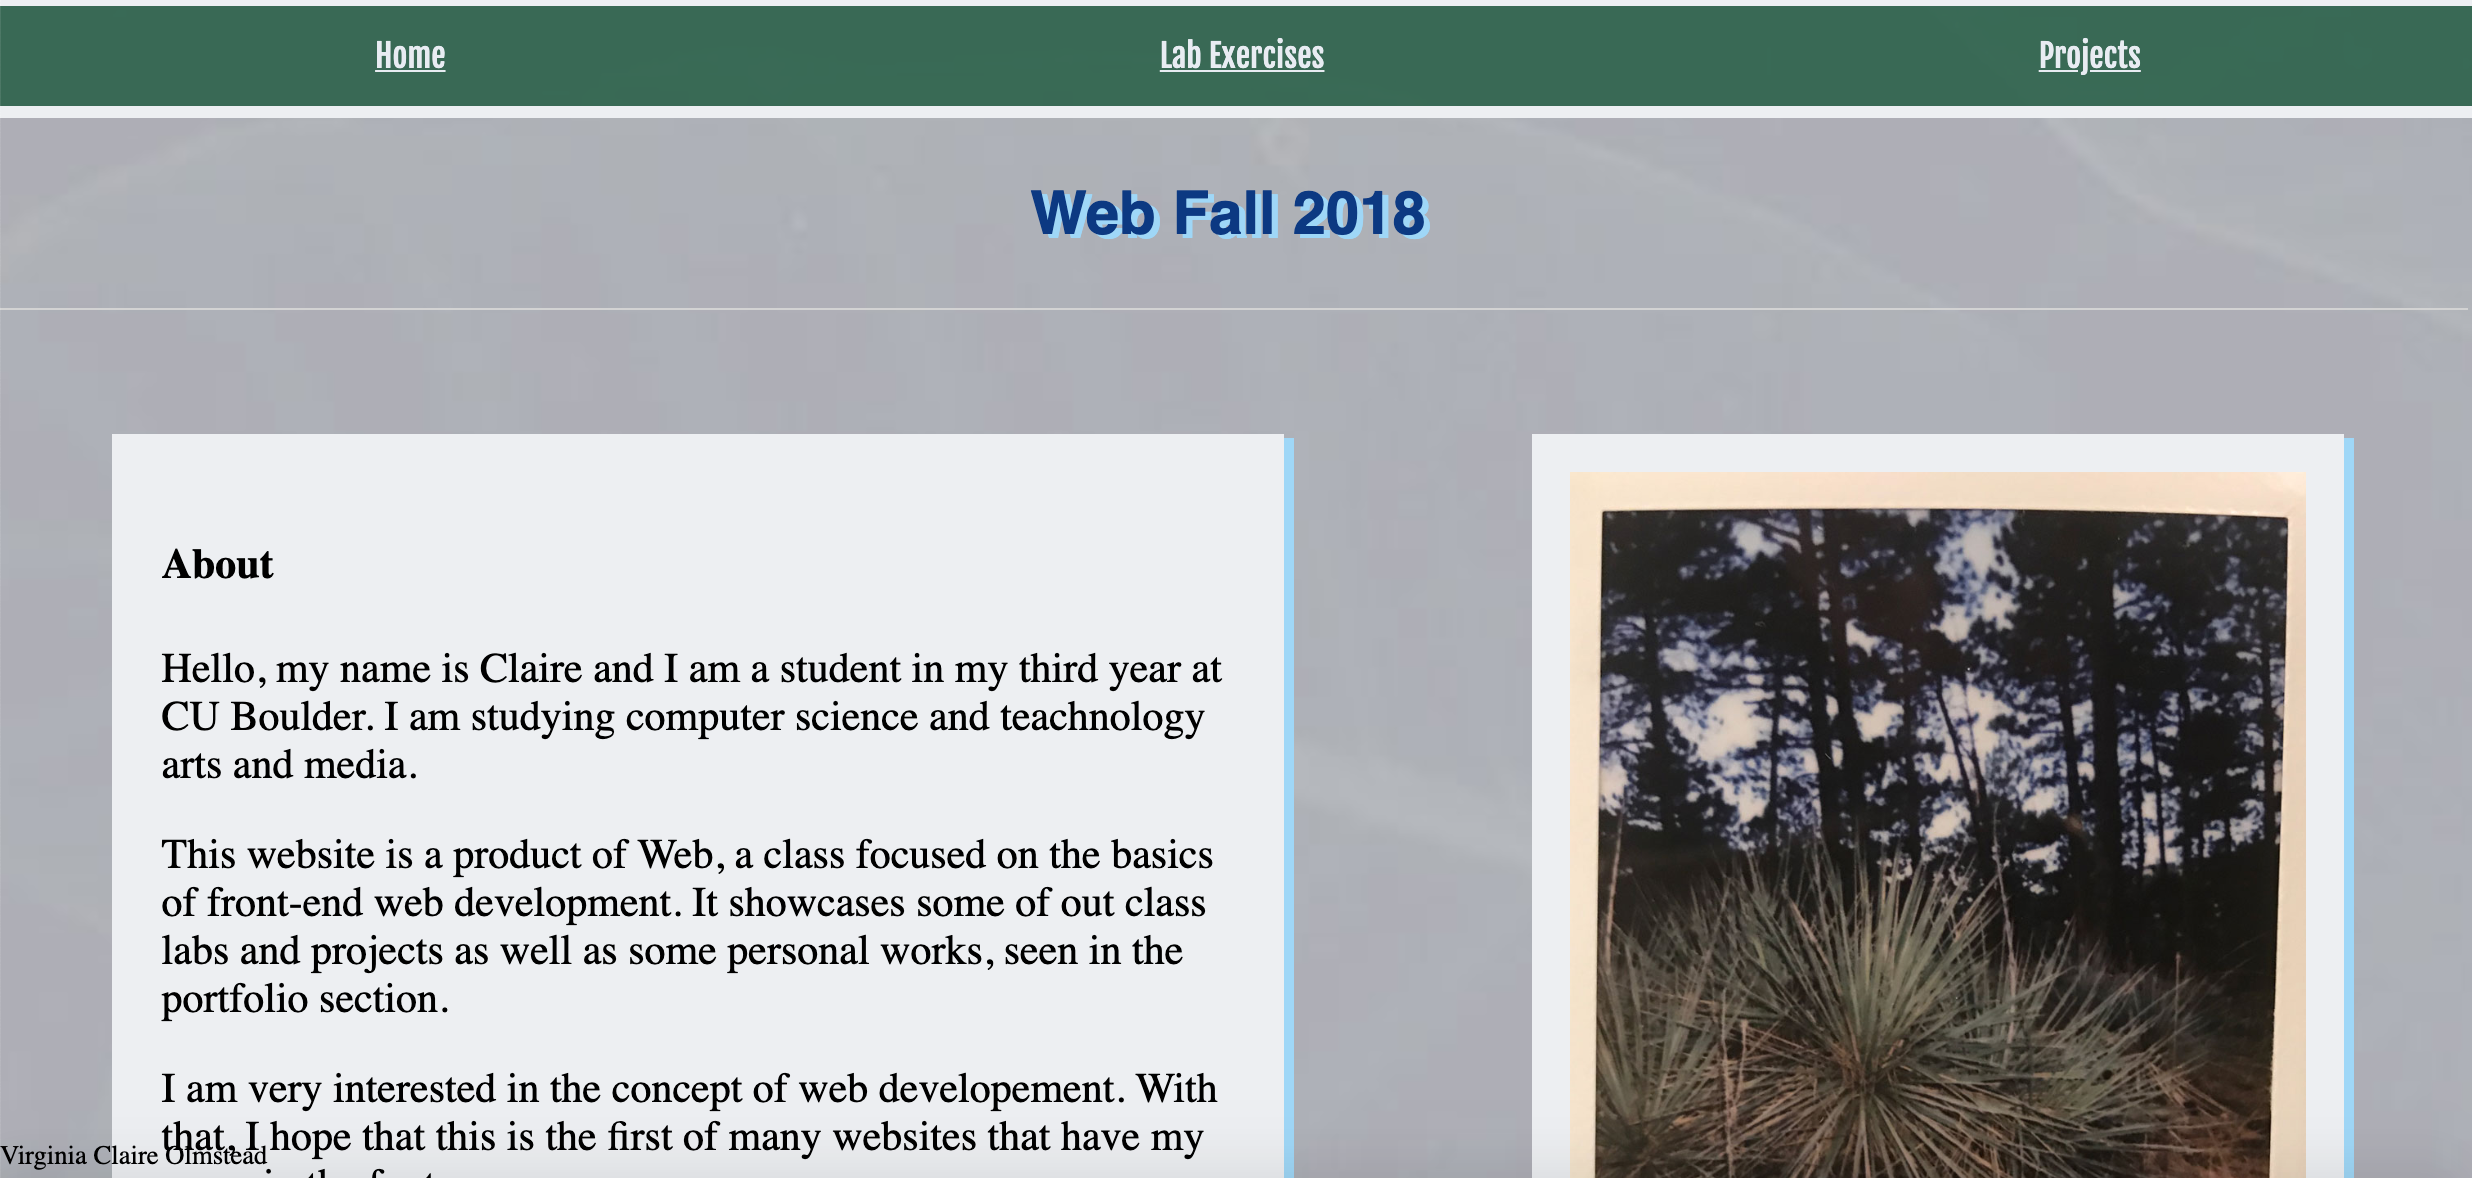 Home Lab Exercises Projects
Web Fall 2018
About
Hello, my name is Claire and I am a student in my third year at
CU Boulder. I am studying computer science and teachnology
arts and media.
This website is a product of Web, a class focused on the basics
of front-end web development. It showcases some of out class
labs and projects as well as some personal works, seen in the
portfolio section.
I am very interested in the concept of web developement. With
that, I hope that this is the first of many websites that have my
Virginia Claire Olmstead